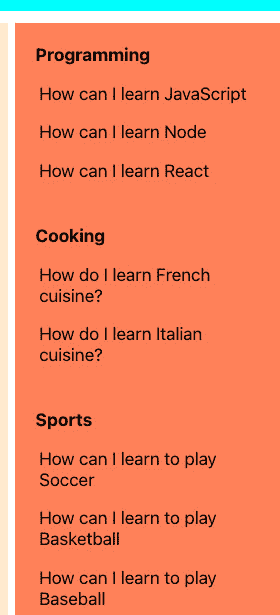 Programming
How can I learn JavaScript
How can I learn Node
How can I learn React
Cooking
How do I learn French
cuisine?
How do I learn Italian
cuisine?
Sports
How can I learn to play
Soccer
How can I learn to play
Basketball
How can I learn to play
Baseball